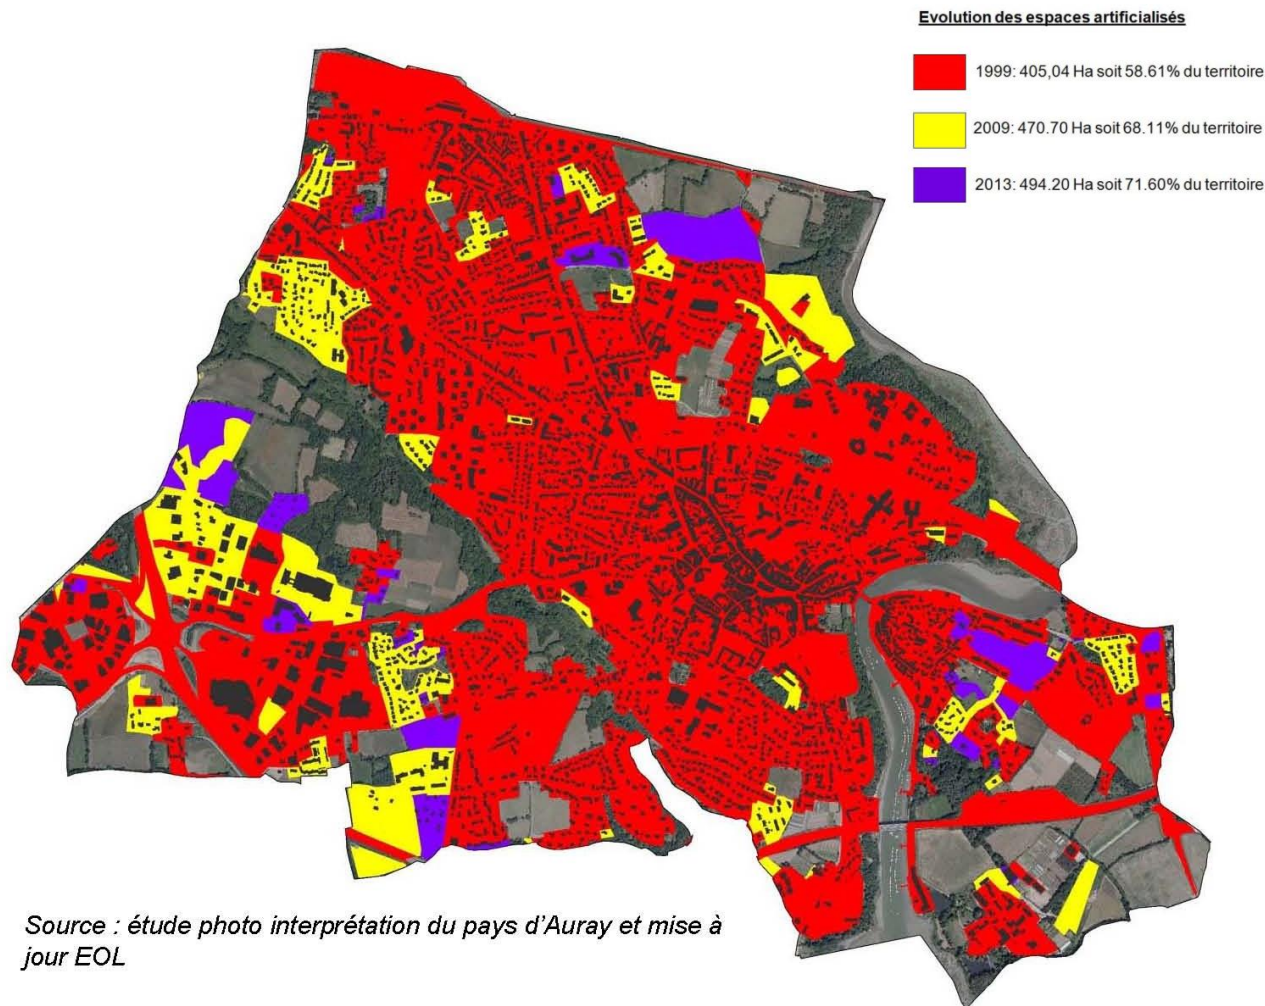 Evolution des espaces artificialisés
1999: 405,04 Ha soit 58.61% du territoire
2009: 470.70 Ha soit 68.11% du territoire
2013: 494.20 Ha soit 71.60% du territoire
Source : étude photo interprétation du pays d'Auray et mise à
jour EOL